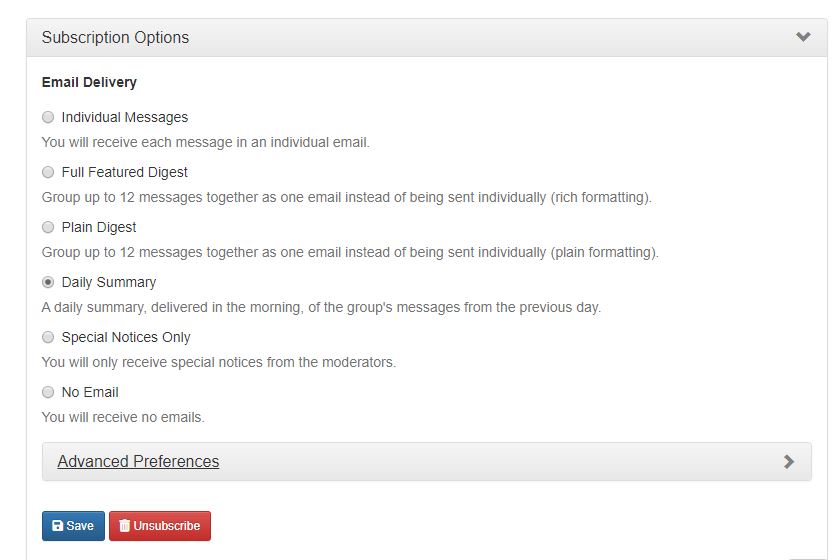 Subscription Options
Email Delivery
Individual Messages
You will receive each message in an individual email.
Full Featured Digest
Group up to 12 messages together as one email instead of being sent individually (rich formatting).
Plain Digest
Group up to 12 messages together as one email instead of being sent individually (plain formatting).
Daily Summary
A daily summary, delivered in the morning, of the group's messages from the previous day.
Special Notices Only
You will only receive special notices from the moderators.
No Email
You will receive no emails.
Advanced Preferences
Save Unsubscribe